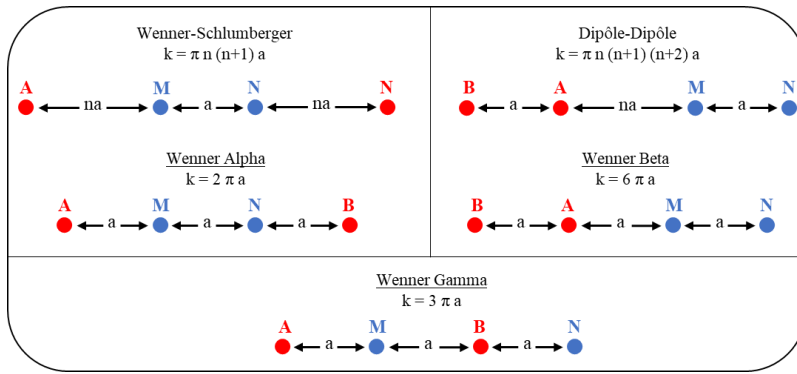 Wenner-Schlumberger
k = π n (n+1) a
A M N N
na a na
Dipôle-Dipôle
k = π n (n+1) (n+2) a
B A M N
a na a
Wenner Alpha
k = 2 π a
A M N B
a a a
Wenner Beta
k = 6 π a
B A M N
a a a
Wenner Gamma
k = 3 π a
A M B N
a a a